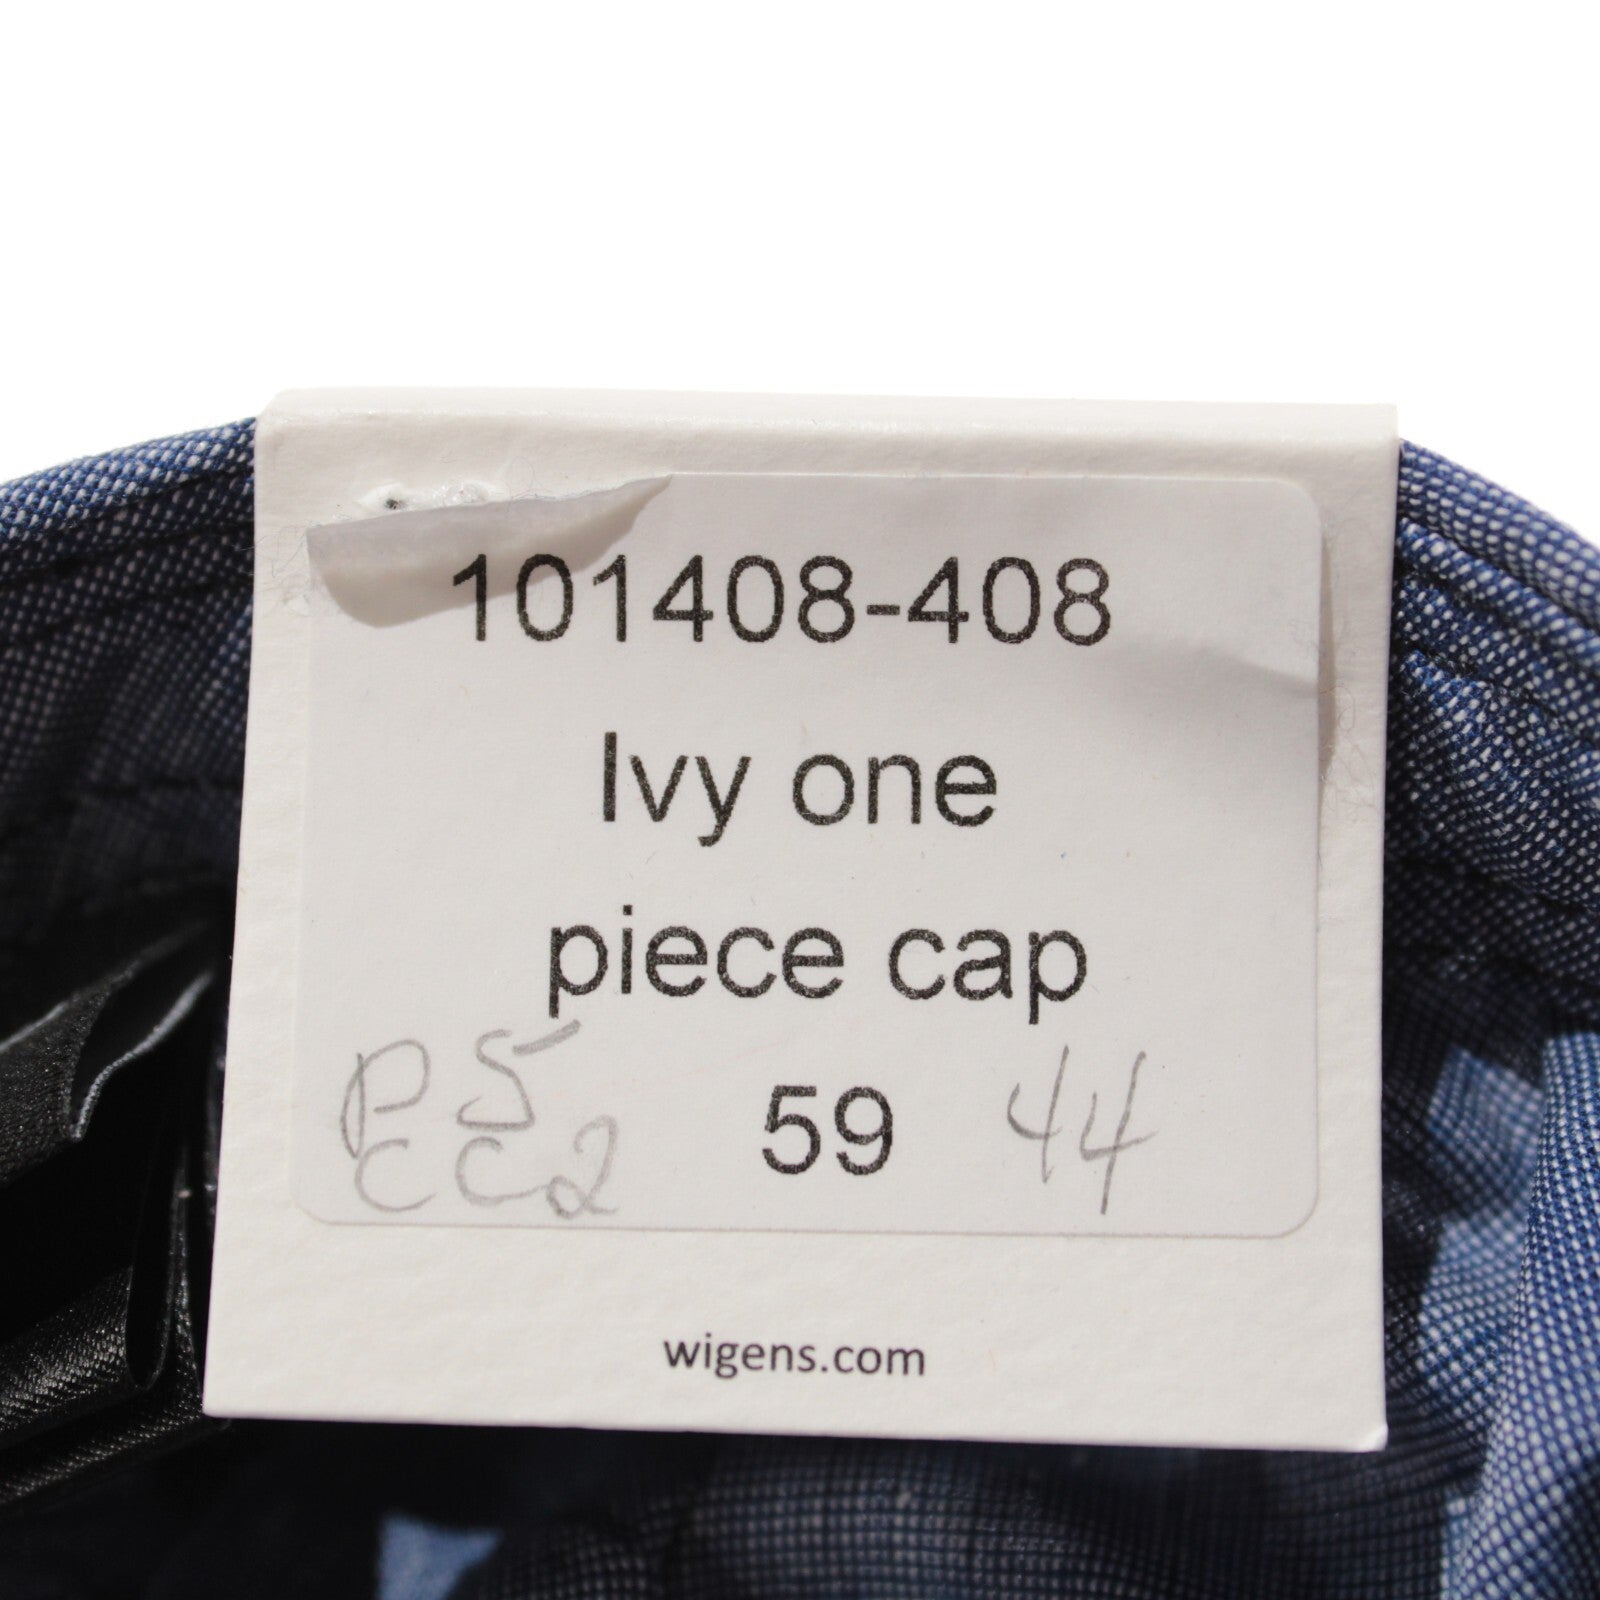 101408-408
Ivy one
piece cap
P5
CC2 59 44
wigens.com